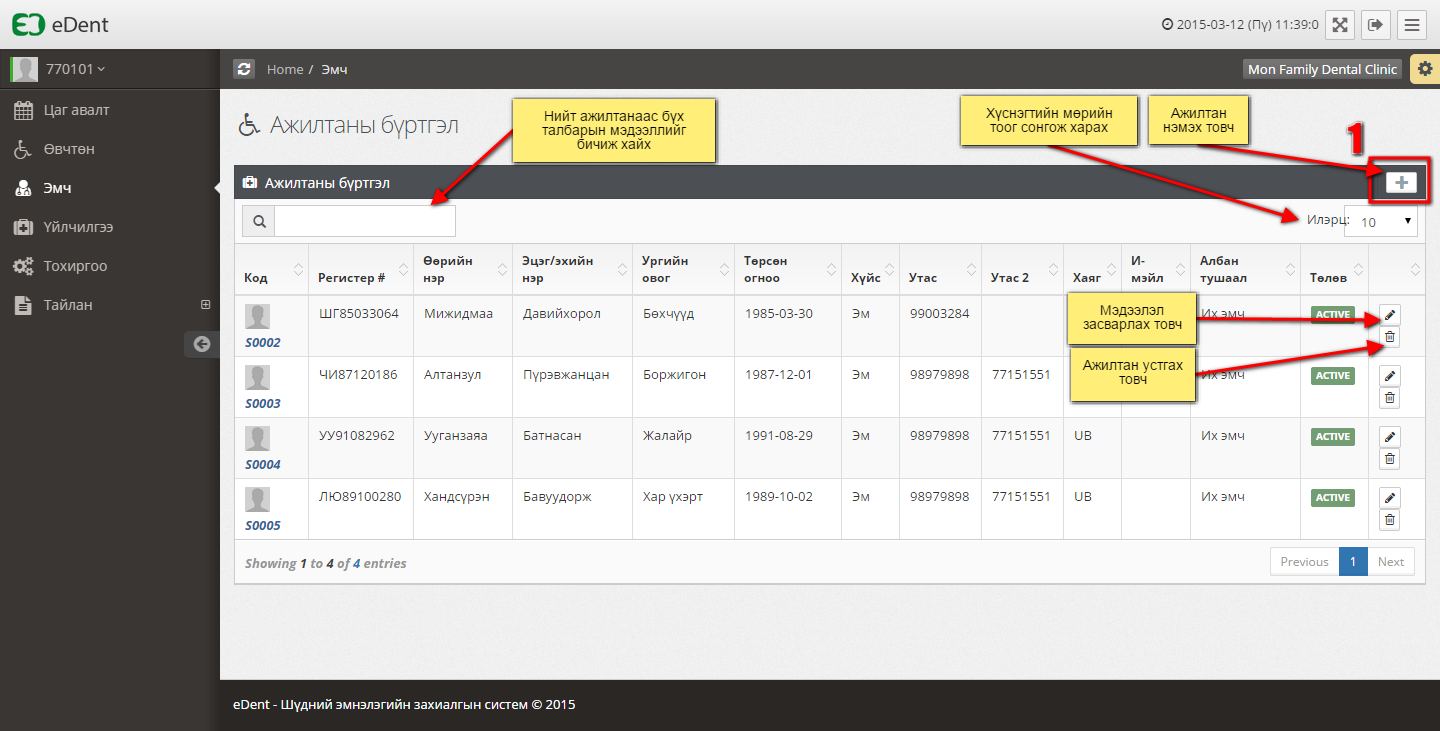 eDent
2015-03-12 (Пү) 11:39:0
770101
Home / Эмч
Mon Family Dental Clinic
Цаг авалт
Өвчтөн
Эмч
Үйлчилгээ
Тохиргоо
Тайлан
Ажилтаны бүртгэл
Нийт ажилтанаас бүх
талбарын мэдээллийг
бичиж хайх
Хүснэгтийн мөрийн
тоог сонгож харах
Ажилтан
нэмэх товч
1
Ажилтаны бүртгэл
Илэрц: 10
Код Регистер # Өөрийн нэр Эцэг/эхийн нэр Ургийн овог Төрсөн огноо Хүйс Утас Утас 2 Хаяг И-мэйл Албан тушаал Төлөв
S0002 ШГ85033064 Мижидмаа Давийхорол Бөхчүүд 1985-03-30 Эм 99003284 Их эмч ACTIVE
Мэдээлэл
засварлах товч
S0003 ЧИ87120186 Алтанзул Пүрэвжанцан Боржигон 1987-12-01 Эм 98979898 77151551 Их эмч ACTIVE
Ажилтан устгах
товч
S0004 УУ91082962 Ууганзаяа Батнасан Жалайр 1991-08-29 Эм 98979898 77151551 UB Их эмч ACTIVE
S0005 ЛЮ89100280 Хандсүрэн Бавуудорж Хар үхэрт 1989-10-02 Эм 98979898 77151551 UB Их эмч ACTIVE
Showing 1 to 4 of 4 entries
Previous 1 Next
eDent - Шүдний эмнэлэгийн захиалгын систем © 2015